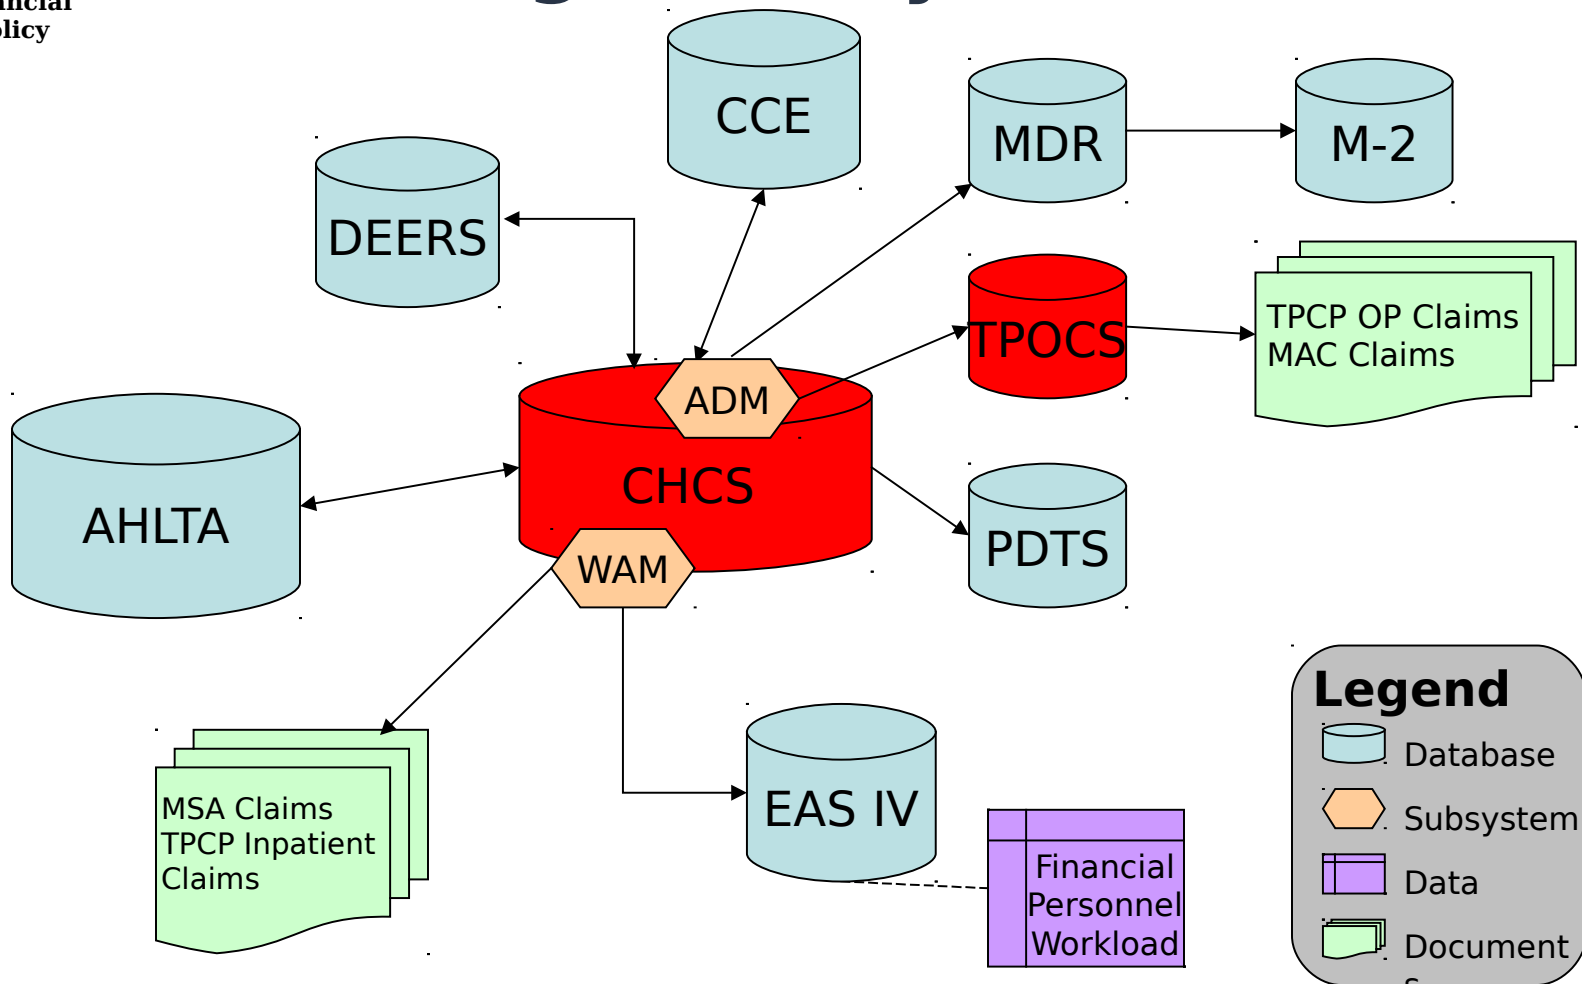 olicy
CCE
MDR
M-2
DEERS
TPOCS
TPCP OP Claims
MAC Claims
ADM
CHCS
AHLTA
PDTS
WAM
Legend
Database
Subsystem
Data
Document
MSA Claims
TPCP Inpatient
Claims
EAS IV
Financial
Personnel
Workload